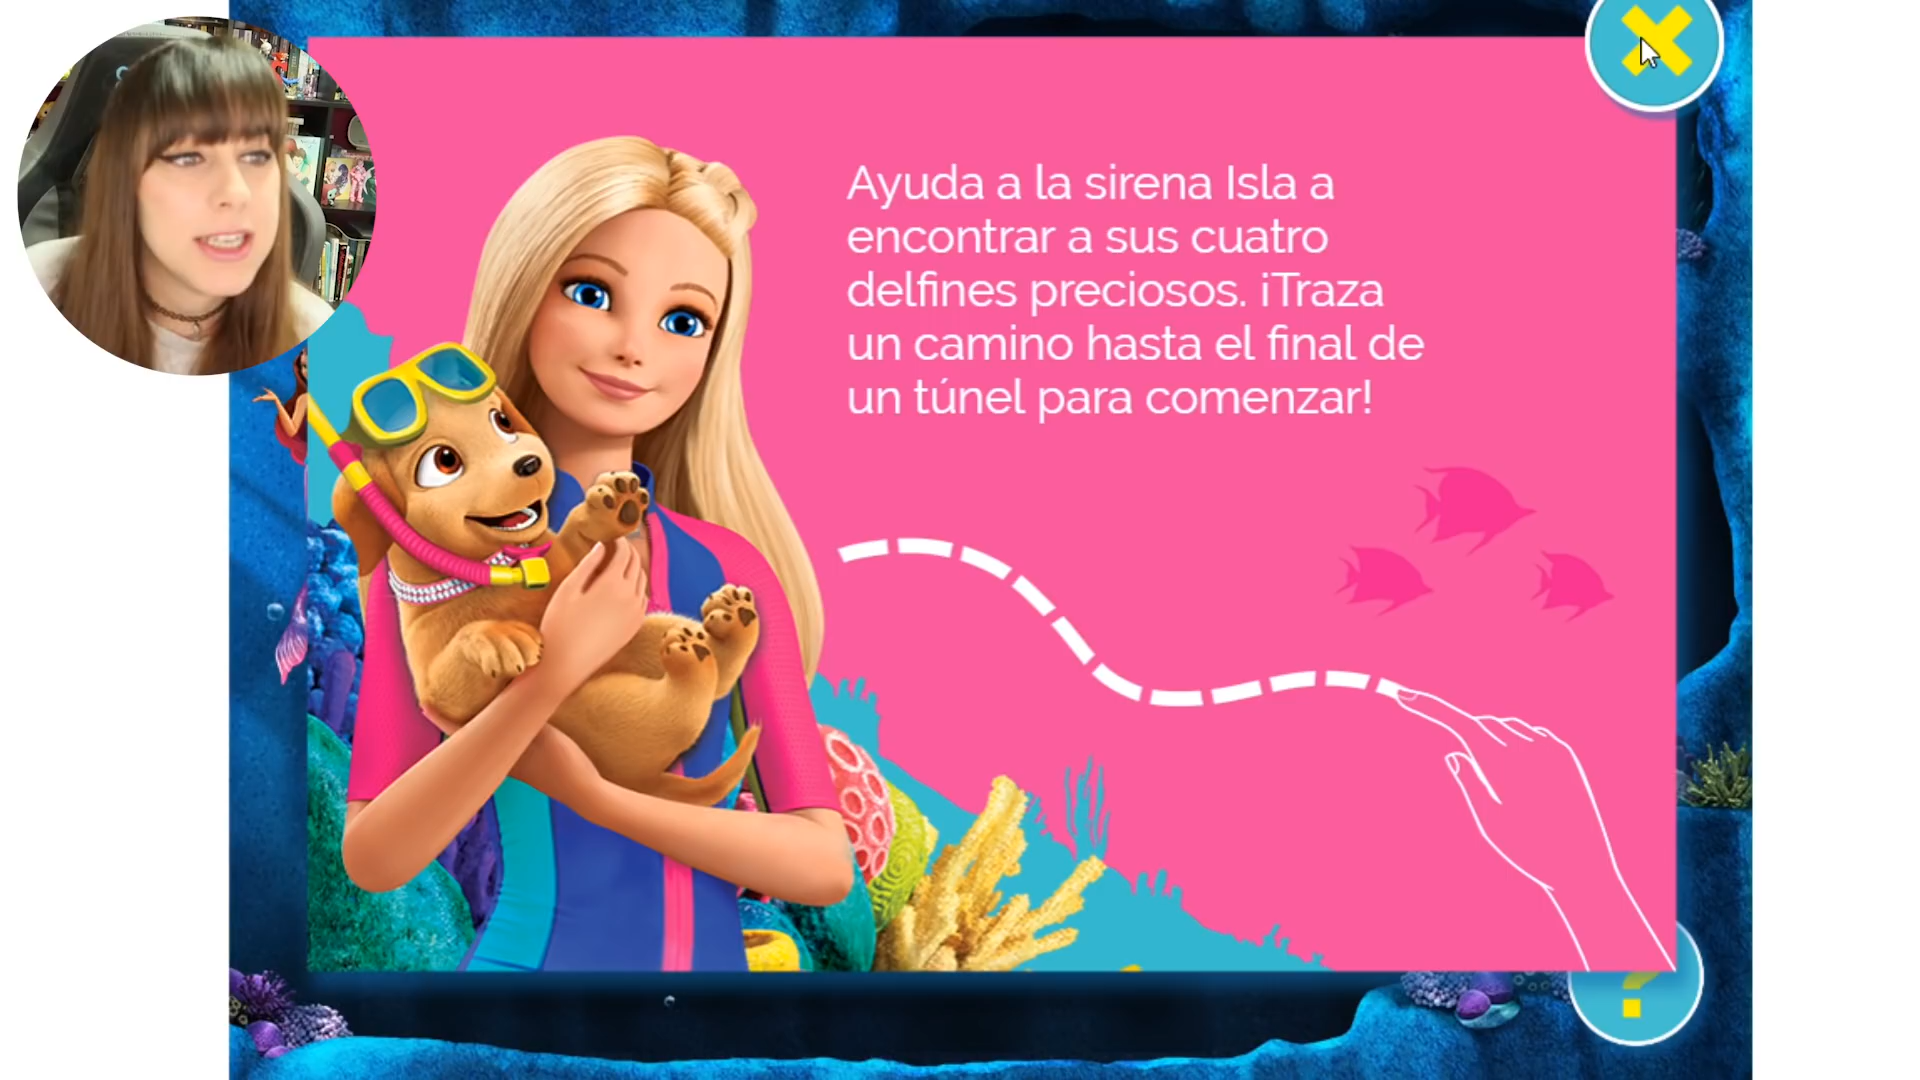 Ayuda a la sirena Isla a
encontrar a sus cuatro
delfines preciosos. ¡Traza
un camino hasta el final de
un túnel para comenzar!
?